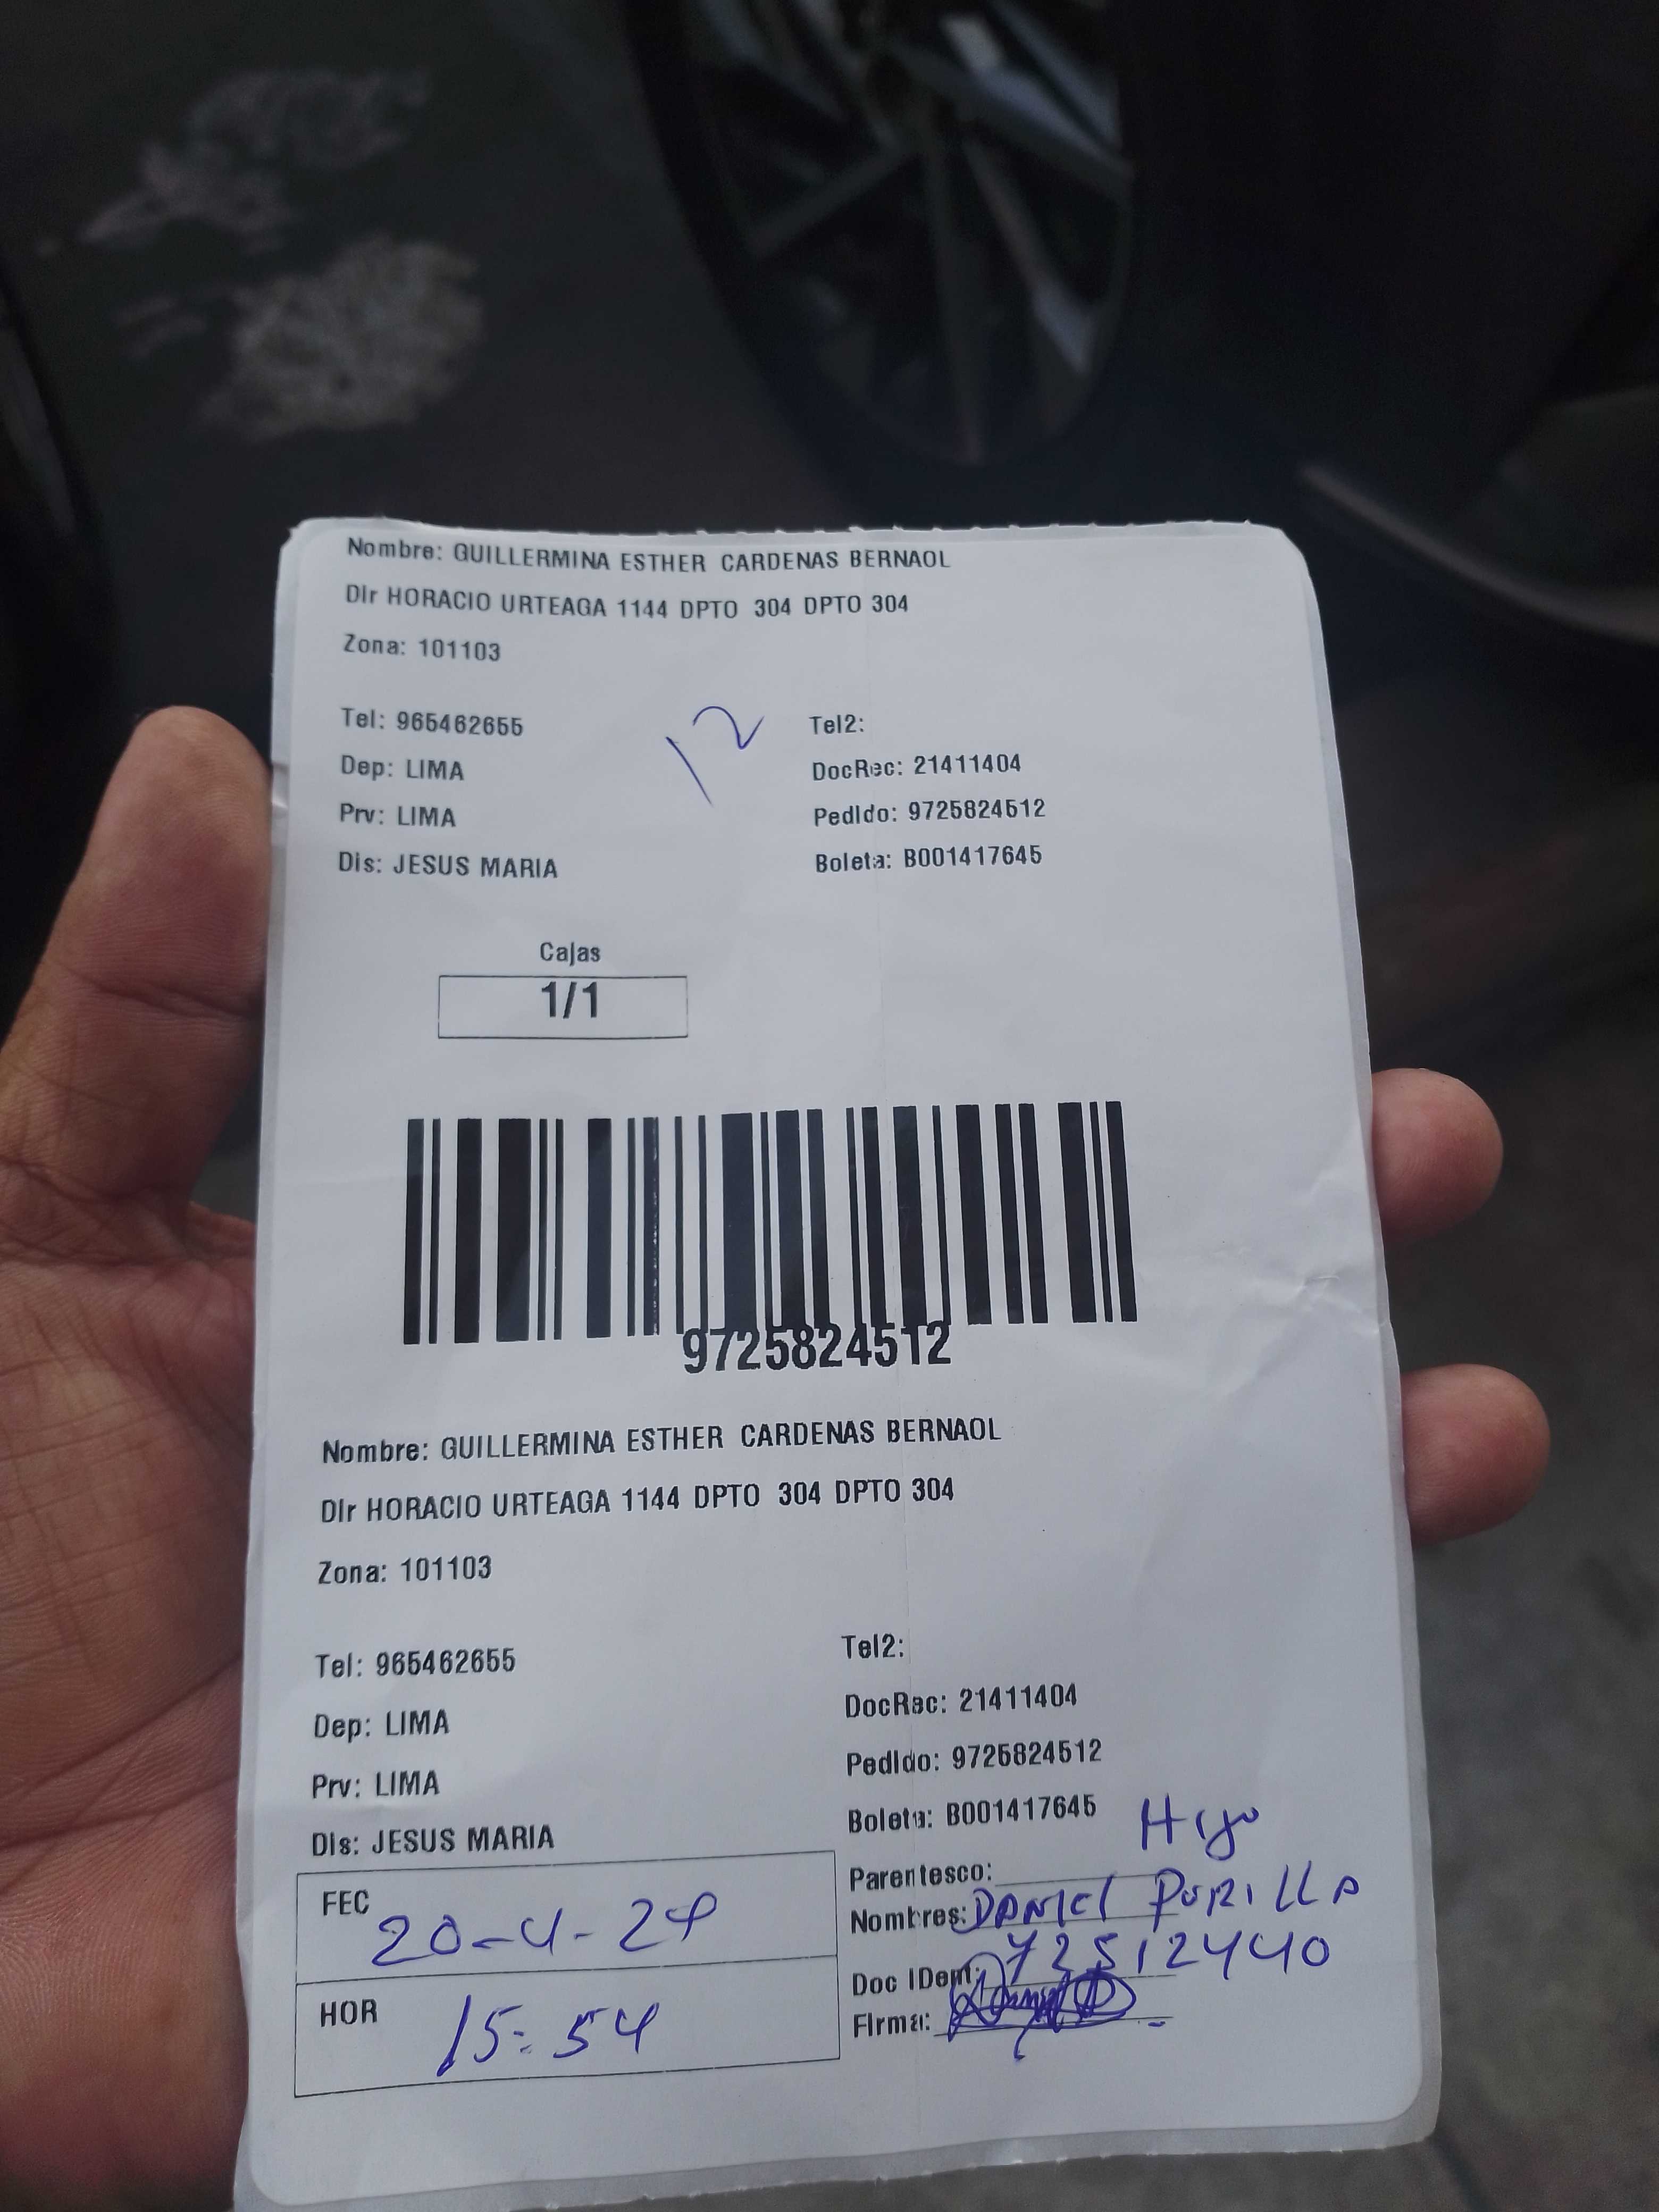 Nombre: GUILLERMINA ESTHER CARDENAS BERNAOL
Dir HORACIO URTEAGA 1144 DPTO 304 DPTO 304
Zona: 101103
Tel: 965462655
Tel2:
12
Dep: LIMA
DocRec: 21411404
Prv: LIMA
Pedido: 9725824512
Dis: JESUS MARIA
Boleta: B001417645
Cajas
1/1
9725824512
Nombre: GUILLERMINA ESTHER CARDENAS BERNAOL
Dir HORACIO URTEAGA 1144 DPTO 304 DPTO 304
Zona: 101103
Tel: 965462655
Tel2:
Dep: LIMA
DocRec: 21411404
Prv: LIMA
Pedido: 9725824512
Dis: JESUS MARIA
Boleta: B001417645
FEC 20-4-24
HOR 15:54
Parentesco: Hijo
Nombres: DANIEL PURILLA
Doc IDent: 72512440
Firma: